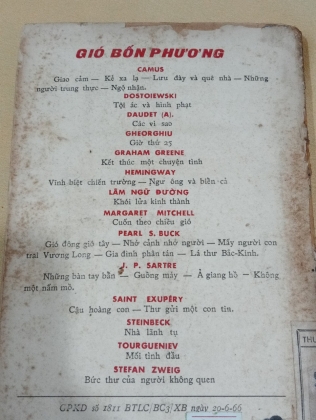 GIÓ BỐN PHƯƠNG
CAMUS
Giao cảm — Kẻ xa lạ — Lưu đày và quê nhà — Những
người trung thực — Ngộ nhận.
DOSTOIEWSKI
Tội ác và hình phạt
DAUDET (A).
Các vì sao
GHEORGHIU
Giờ thứ 25
GRAHAM GREENE
Kết thúc một chuyện tình
HEMINGWAY
Vĩnh biệt chiến trường — Ngư ông và biển cả
LÂM NGỮ ĐƯỜNG
Khói lửa kinh thành
MARGARET MITCHELL
Cuốn theo chiều gió
PEARL S. BUCK
Gió đông gió tây — Nhớ cảnh nhớ người — Mấy người con
trai Vương Long — Gia đình phân tán — Lá thư Bắc-Kinh.
J. P. SARTRE
Những bàn tay bẩn — Guồng máy — Ả giang hồ — Không
một nấm mồ.
SAINT EXUPÉRY
Cậu hoàng con — Thư gửi một con tin.
STEINBECK
Nhà lãnh tụ
TOURGUENIEV
Mối tình đầu
STEFAN ZWEIG
Bức thư của người không quen
GPXD số 1811 BTLC/BC3/XB ngày 29-6-66
THƯ